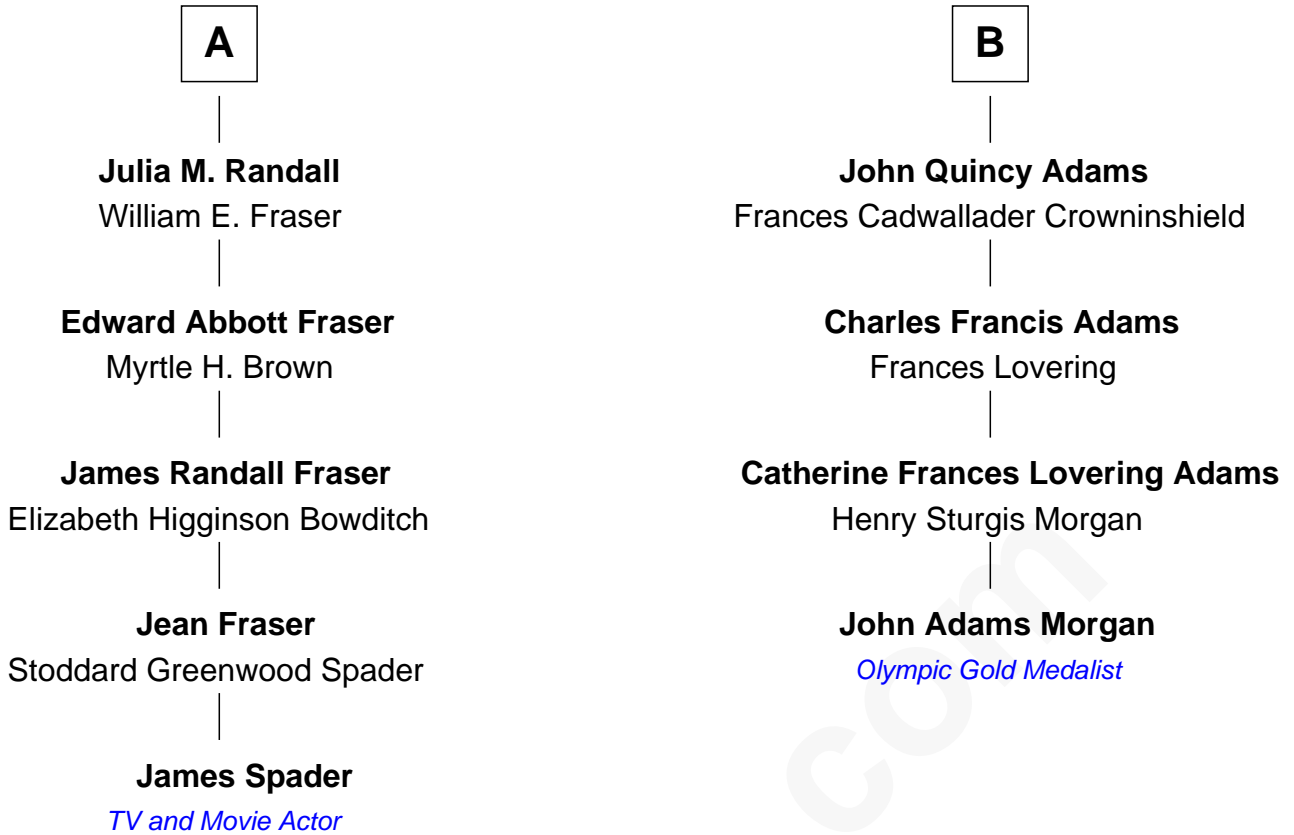 A
Julia M. Randall
William E. Fraser
Edward Abbott Fraser
Myrtle H. Brown
James Randall Fraser
Elizabeth Higginson Bowditch
Jean Fraser
Stoddard Greenwood Spader
James Spader
TV and Movie Actor
B
John Quincy Adams
Frances Cadwallader Crowninshield
Charles Francis Adams
Frances Lovering
Catherine Frances Lovering Adams
Henry Sturgis Morgan
John Adams Morgan
Olympic Gold Medalist
com